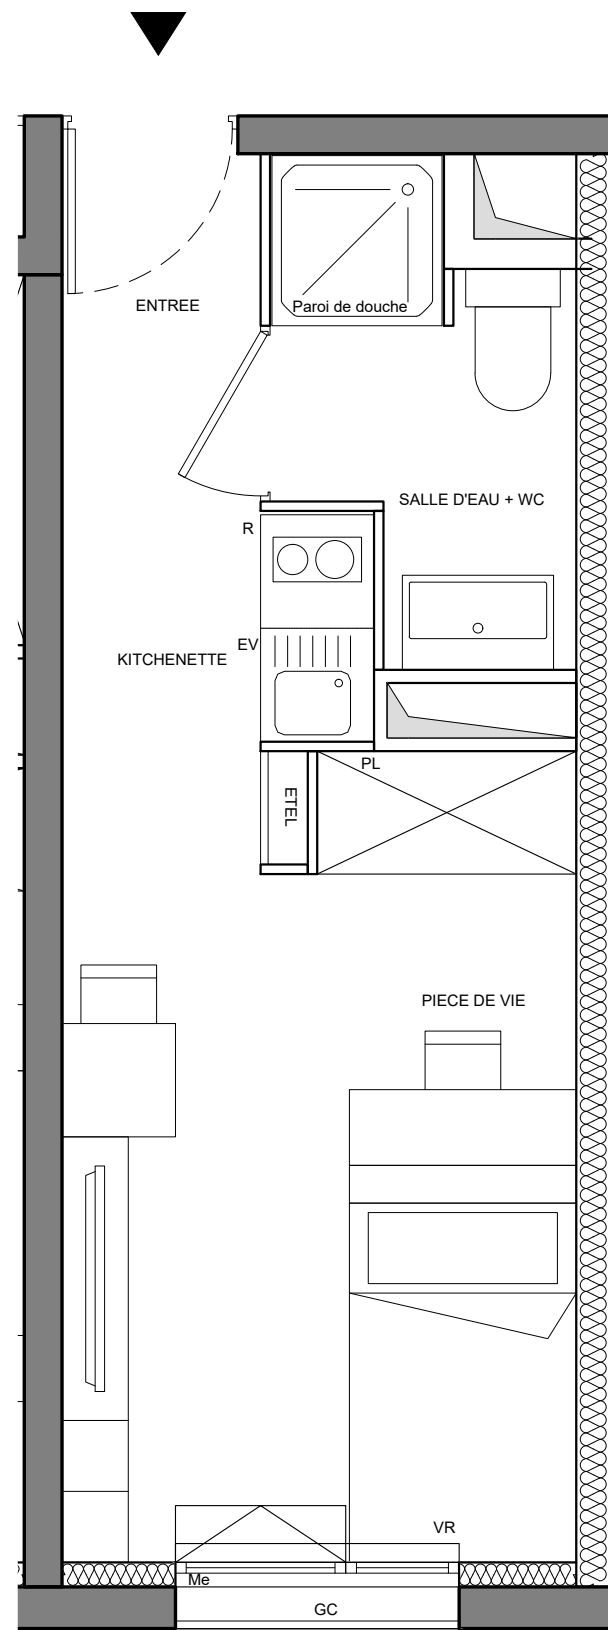 ENTREE
Paroi de douche
SALLE D'EAU + WC
R
EV
KITCHENETTE
PL
ETEL
PIECE DE VIE
VR
Me
GC